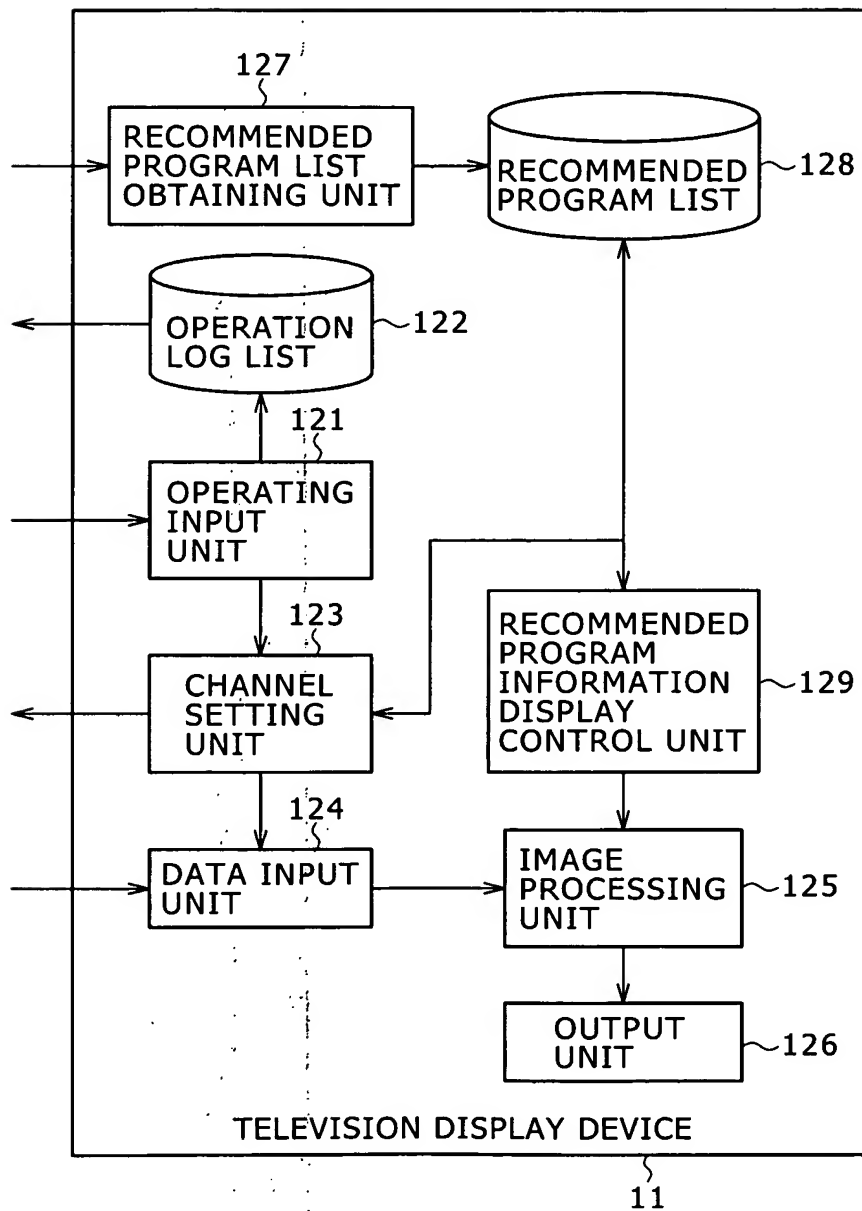 127
RECOMMENDED
PROGRAM LIST
OBTAINING UNIT
RECOMMENDED
PROGRAM LIST
128
OPERATION
LOG LIST
122
121
OPERATING
INPUT
UNIT
123
CHANNEL
SETTING
UNIT
RECOMMENDED
PROGRAM
INFORMATION
DISPLAY
CONTROL UNIT
129
124
DATA INPUT
UNIT
IMAGE
PROCESSING
UNIT
125
OUTPUT
UNIT
126
TELEVISION DISPLAY DEVICE
11